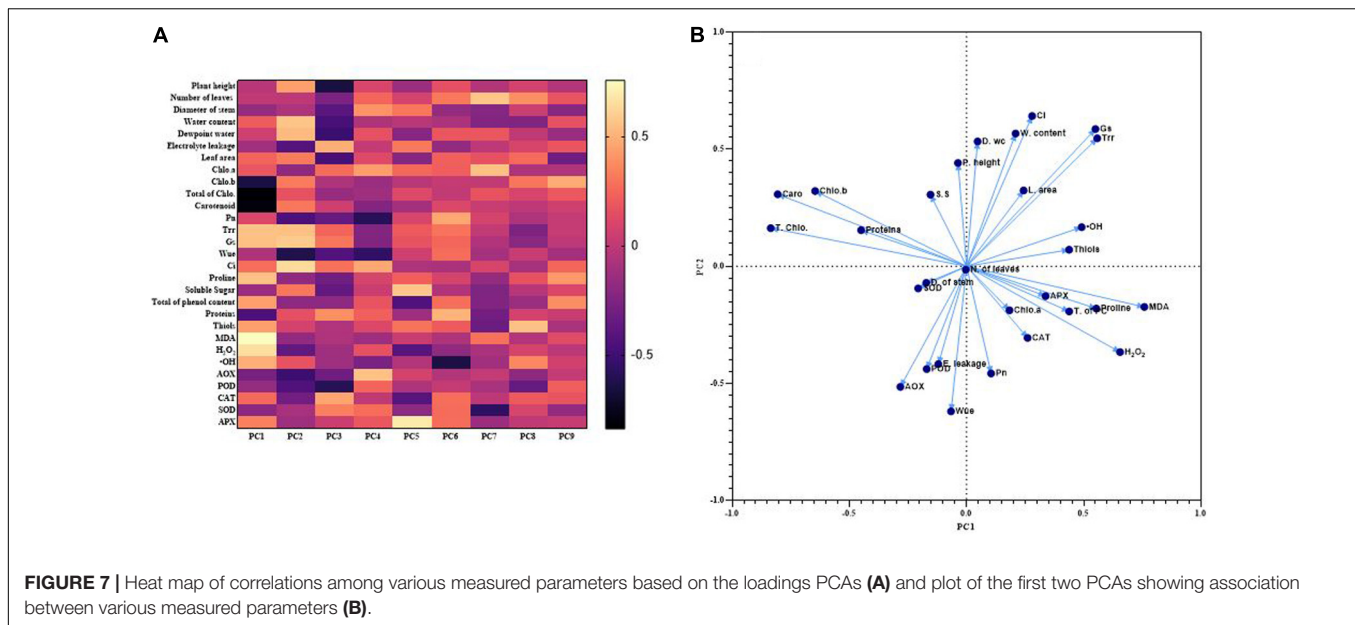 A
Plant height
Number of leaves
Diameter of stem
Water content
Dewpoint water
Electrolyte leakage
Leaf area
Chlo.a
Chlo.b
Total of Chlo.
Carotenoid
Pn
Trr
Gs
Wue
Ci
Proline
Soluble Sugar
Total of phenol content
Proteins
Thiols
MDA
H₂O₂
•OH
AOX
POD
CAT
SOD
APX
PC1 PC2 PC3 PC4 PC5 PC6 PC7 PC8 PC9
0.5
0
-0.5
B
1.0
0.5
0.0
-0.5
-1.0
PC2
-1.0 -0.5 0.0 0.5 1.0
PC1
CI
Gs
Trr
W. content
D. wc
P. height
L. area
S.S
Caro
Chlo.b
T. Chlo.
Proteins
•OH
Thiols
N. of leaves
D. of stem
SOD
APX
Proline
MDA
T. of PC
Chlo.a
CAT
H₂O₂
E. leakage
POD
Pn
AOX
Wue
FIGURE 7 | Heat map of correlations among various measured parameters based on the loadings PCAs (A) and plot of the first two PCAs showing association
between various measured parameters (B).